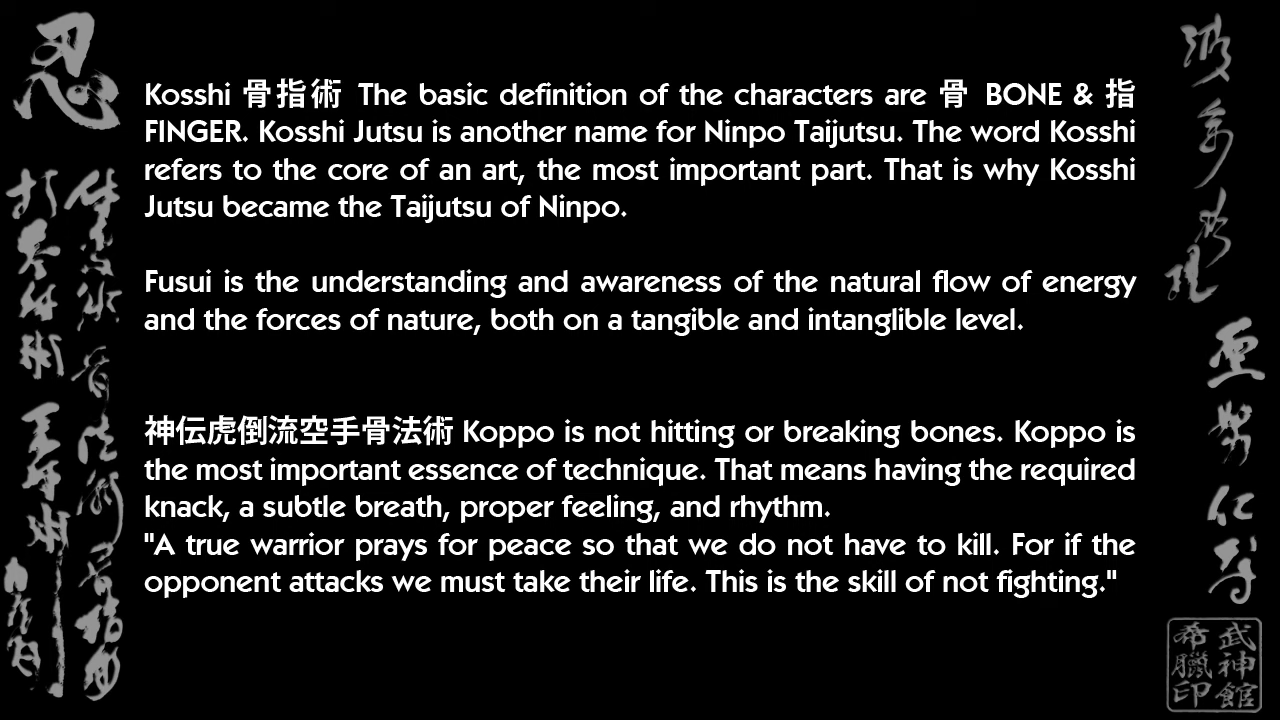 忍
Kosshi 骨指術 The basic definition of the characters are 骨 BONE & 指
FINGER. Kosshi Jutsu is another name for Ninpo Taijutsu. The word Kosshi
refers to the core of an art, the most important part. That is why Kosshi
Jutsu became the Taijutsu of Ninpo.
Fusui is the understanding and awareness of the natural flow of energy
and the forces of nature, both on a tangible and intanglible level.
神伝虎倒流空手骨法術 Koppo is not hitting or breaking bones. Koppo is
the most important essence of technique. That means having the required
knack, a subtle breath, proper feeling, and rhythm.
"A true warrior prays for peace so that we do not have to kill. For if the
opponent attacks we must take their life. This is the skill of not fighting."
武神館
希臘印